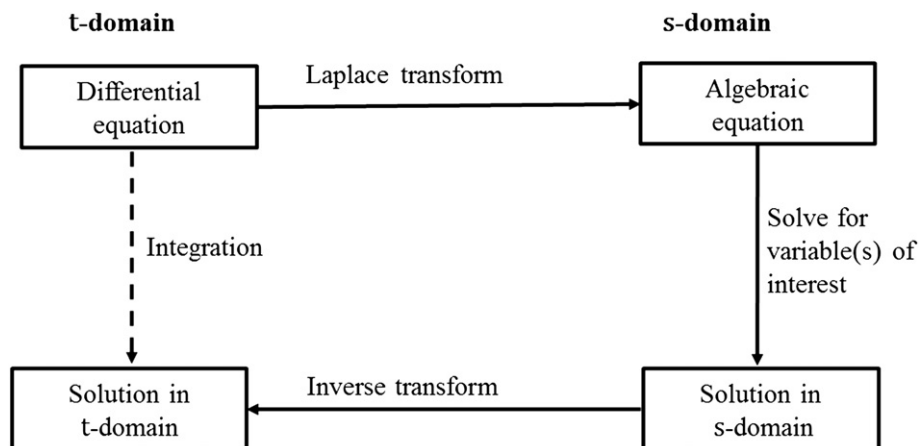 t-domain
s-domain
Differential
equation
Laplace transform
Algebraic
equation
Integration
Solve for
variable(s) of
interest
Solution in
t-domain
Inverse transform
Solution in
s-domain